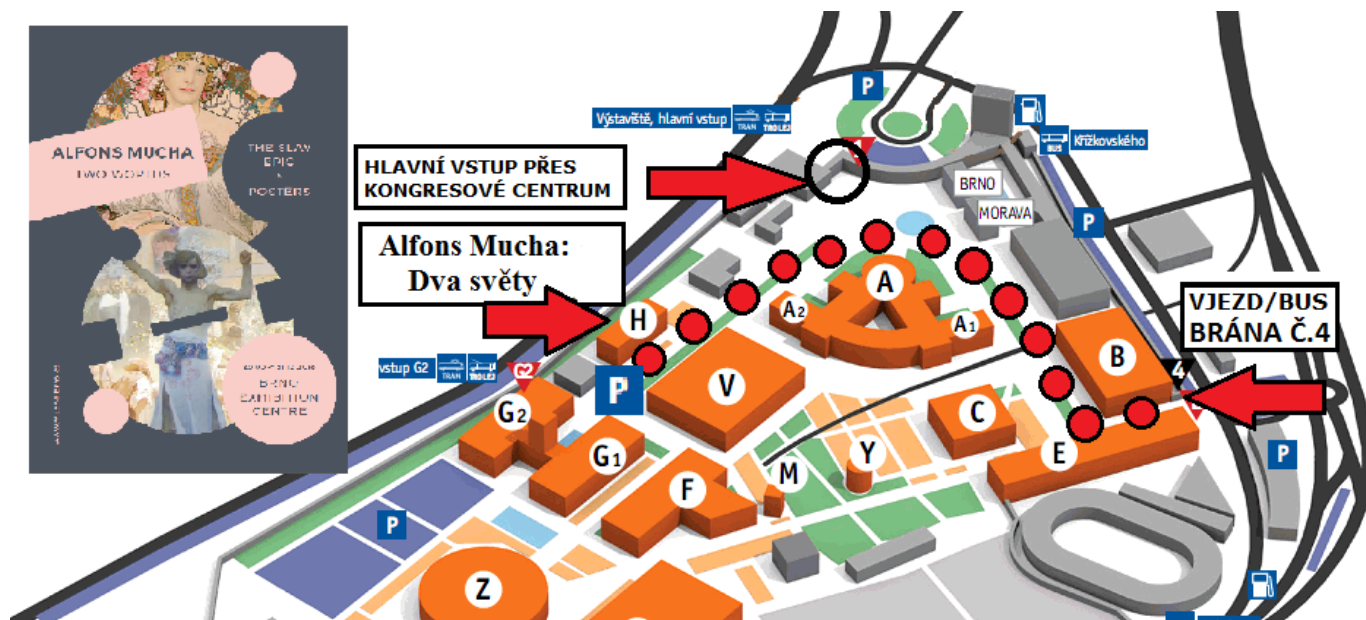 ALFONS MUCHA
TWO WORLDS
THE SLAV
EPIC
&
POSTERS
BRNO
EXHIBITION
CENTRE
P
Výstaviště, hlavní vstup
TRAM
TROLEJ
BUS
Křížkovského
HLAVNÍ VSTUP PŘES
KONGRESOVÉ CENTRUM
BRNO
MORAVA
P
Alfons Mucha:
Dva světy
A
A2
A1
H
VJEZD/BUS
BRÁNA Č.4
vstup G2
TRAM
TROLEJ
G2
P
V
B
4
G2
C
G1
Y
E
M
F
P
P
Z